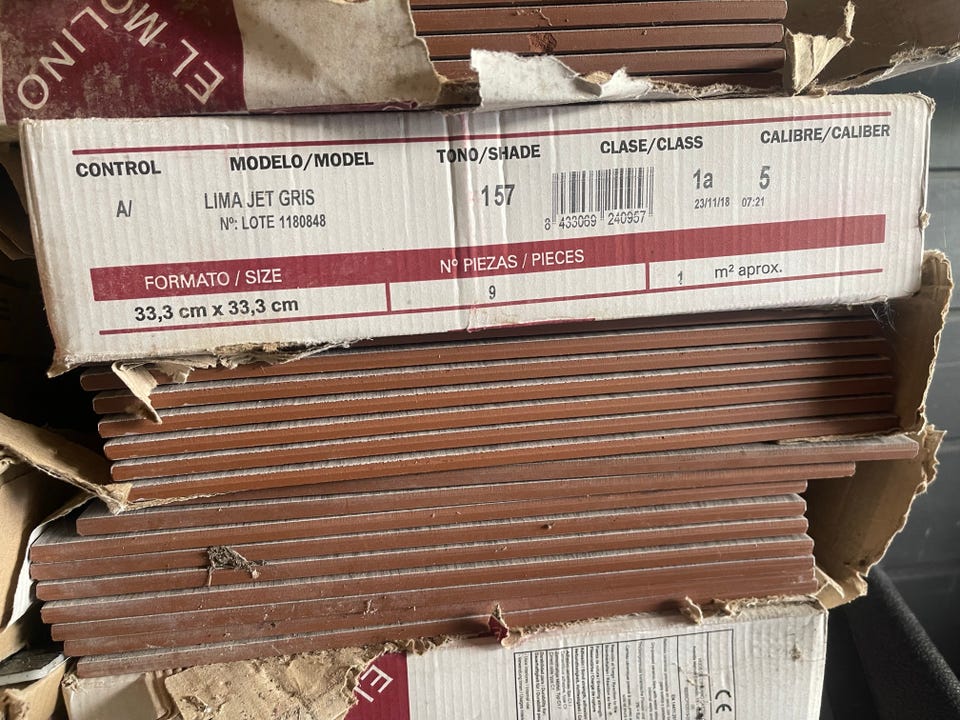 EL MOLINO
CONTROL MODELO/MODEL TONO/SHADE CLASE/CLASS CALIBRE/CALIBER
A/ LIMA JET GRIS 157 1a 5
Nº: LOTE 1180848 8 433069 240957 23/11/18 07:21
FORMATO / SIZE Nº PIEZAS / PIECES
33,3 cm x 33,3 cm 9 1 m² aprox.
EL
CE